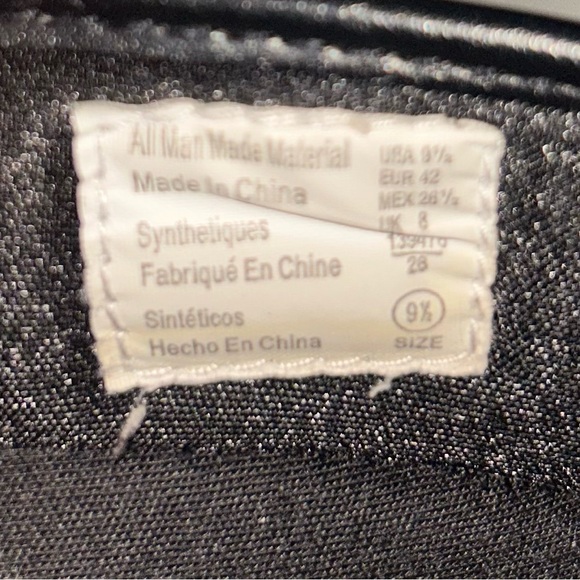 All Man Made Material
Made In China
Synthetiques
Fabriqué En Chine
Sintéticos
Hecho En China
USA 9½
EUR 42
MEX 26½
UK 8
139416
28
9½
SIZE